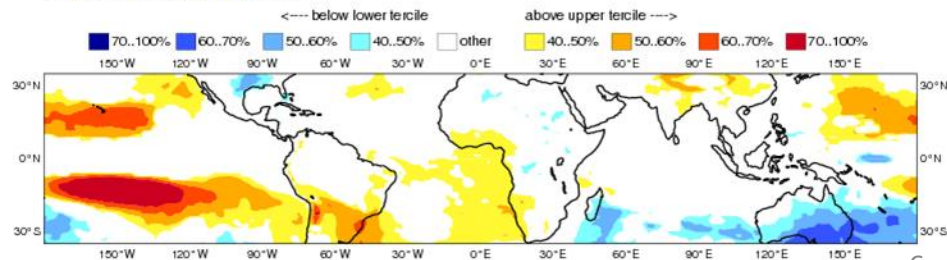 <---- below lower tercile above upper tercile ---->
70..100% 60..70% 50..60% 40..50% other 40..50% 50..60% 60..70% 70..100%
150°W 120°W 90°W 60°W 30°W 0°E 30°E 60°E 90°E 120°E 150°E
30°N 30°N
0°N 0°N
30°S 30°S
150°W 120°W 90°W 60°W 30°W 0°E 30°E 60°E 90°E 120°E 150°E